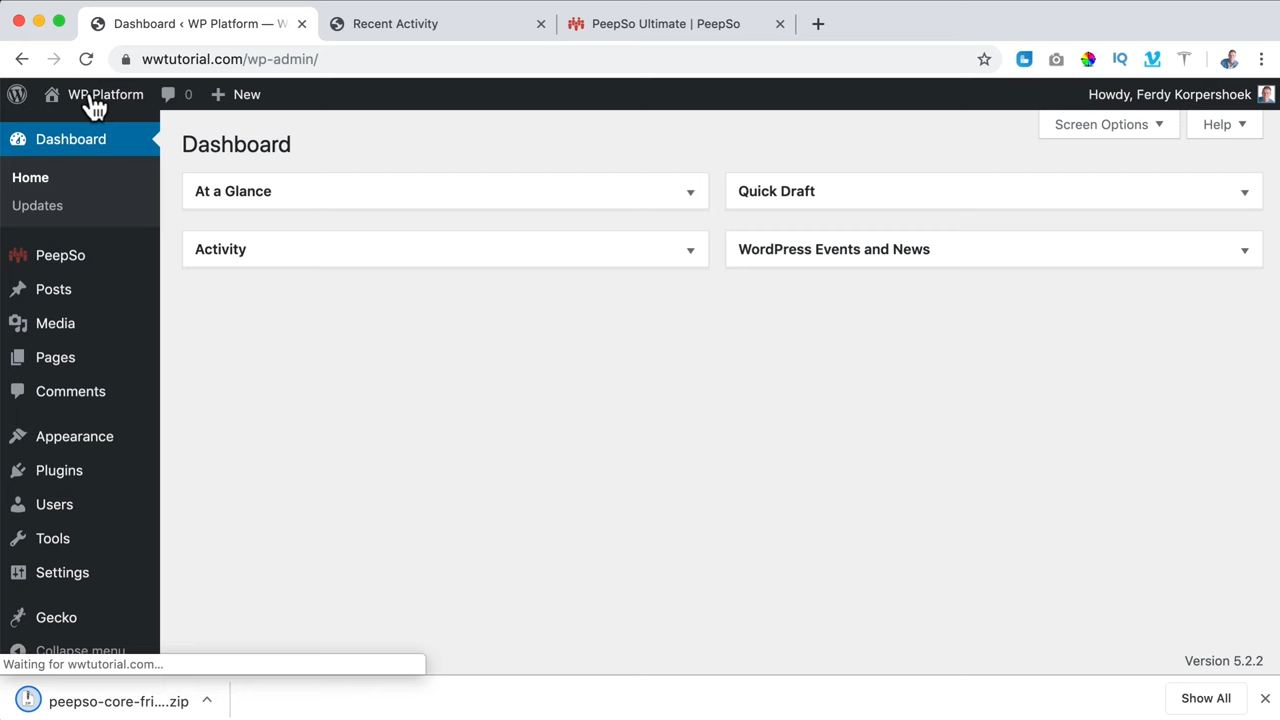 Dashboard ‹ WP Platform — W
Recent Activity
PeepSo Ultimate | PeepSo
wwtutorial.com/wp-admin/
IQ
WP Platform
0
New
Howdy, Ferdy Korpershoek
Dashboard
Home
Updates
PeepSo
Posts
Media
Pages
Comments
Appearance
Plugins
Users
Tools
Settings
Gecko
Collapse menu
Dashboard
Screen Options
Help
At a Glance
Quick Draft
Activity
WordPress Events and News
Version 5.2.2
Waiting for wwtutorial.com...
peepso-core-fri....zip
Show All